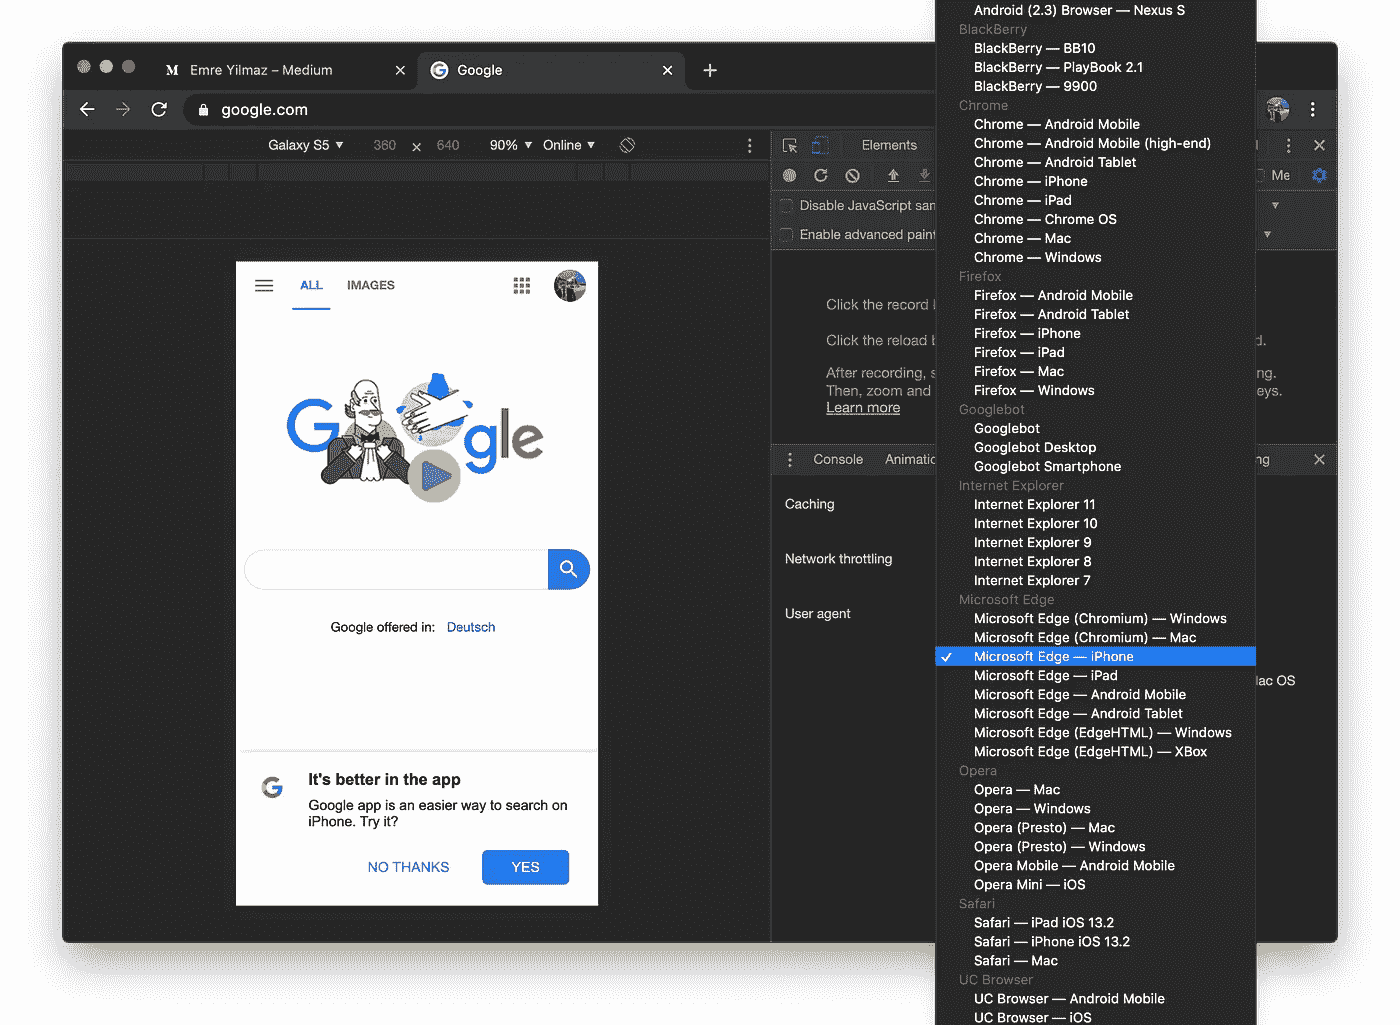 Emre Yilmaz – Medium
Google
google.com
Galaxy S5 360 × 640 90% Online
Elements
Me
Disable JavaScript sam
Enable advanced paint
Click the record
Click the reload d.
After recording, s ng.
Then, zoom and eys.
Learn more
Console Animatio ng
Caching
Network throttling
User agent
lac OS
ALL IMAGES
Google
Google offered in: Deutsch
It's better in the app
Google app is an easier way to search on
iPhone. Try it?
NO THANKS YES
Android (2.3) Browser — Nexus S
BlackBerry
BlackBerry — BB10
BlackBerry — PlayBook 2.1
BlackBerry — 9900
Chrome
Chrome — Android Mobile
Chrome — Android Mobile (high-end)
Chrome — Android Tablet
Chrome — iPhone
Chrome — iPad
Chrome — Chrome OS
Chrome — Mac
Chrome — Windows
Firefox
Firefox — Android Mobile
Firefox — Android Tablet
Firefox — iPhone
Firefox — iPad
Firefox — Mac
Firefox — Windows
Googlebot
Googlebot
Googlebot Desktop
Googlebot Smartphone
Internet Explorer
Internet Explorer 11
Internet Explorer 10
Internet Explorer 9
Internet Explorer 8
Internet Explorer 7
Microsoft Edge
Microsoft Edge (Chromium) — Windows
Microsoft Edge (Chromium) — Mac
Microsoft Edge — iPhone
Microsoft Edge — iPad
Microsoft Edge — Android Mobile
Microsoft Edge — Android Tablet
Microsoft Edge (EdgeHTML) — Windows
Microsoft Edge (EdgeHTML) — XBox
Opera
Opera — Mac
Opera — Windows
Opera (Presto) — Mac
Opera (Presto) — Windows
Opera Mobile — Android Mobile
Opera Mini — iOS
Safari
Safari — iPad iOS 13.2
Safari — iPhone iOS 13.2
Safari — Mac
UC Browser
UC Browser — Android Mobile
UC Browser — iOS